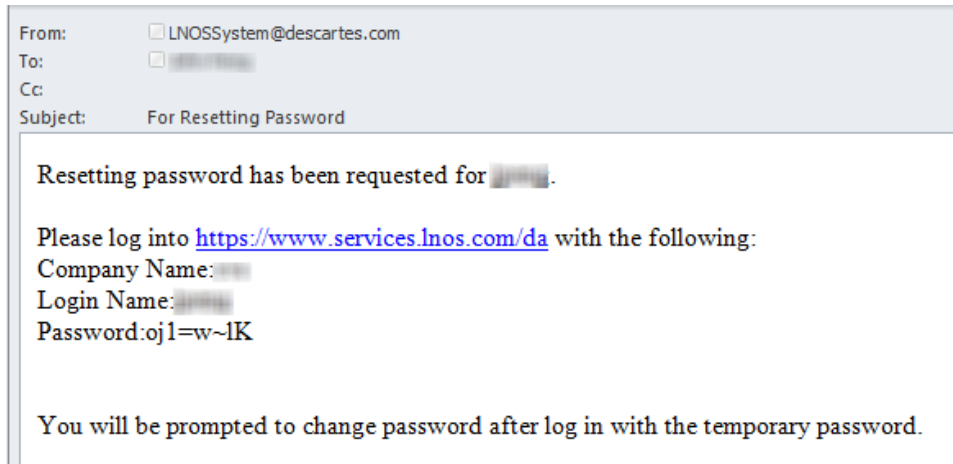 From: LNOSSystem@descartes.com
To:
Cc:
Subject: For Resetting Password
Resetting password has been requested for .
Please log into https://www.services.lnos.com/da with the following:
Company Name:
Login Name:
Password:oj1=w~lK
You will be prompted to change password after log in with the temporary password.